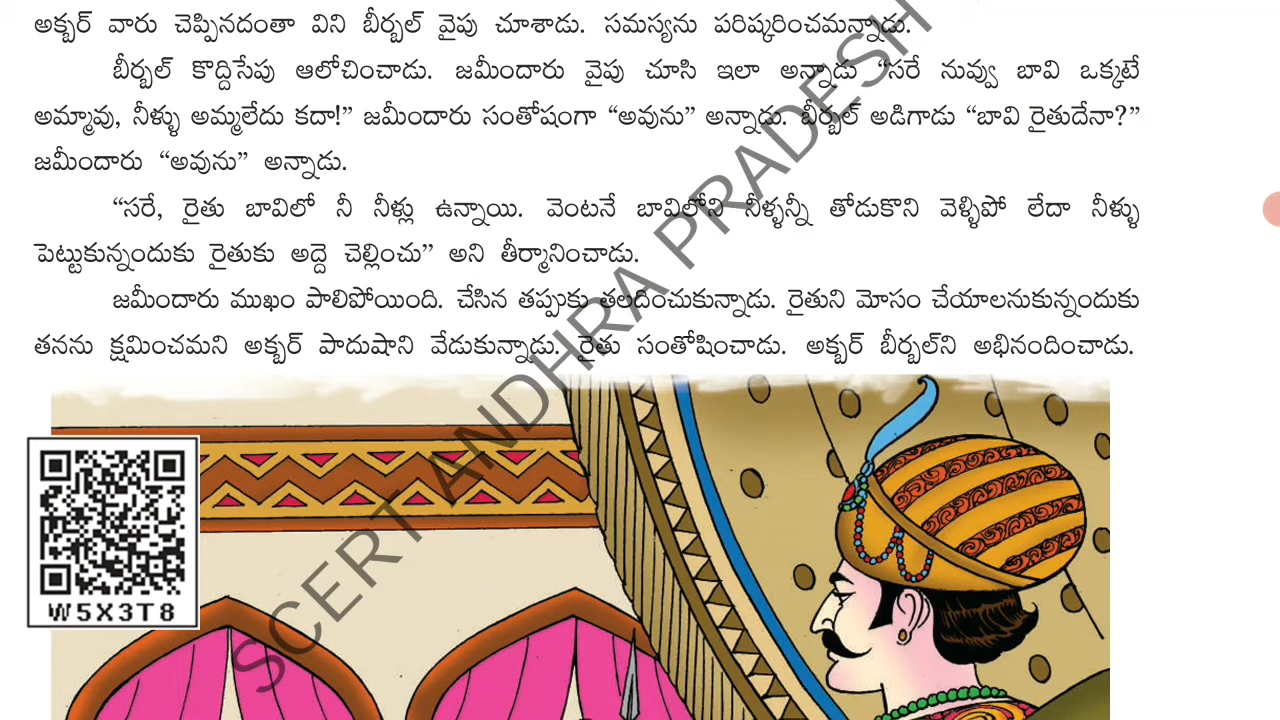 అక్బర్ వారు చెప్పినదంతా విని బీర్బల్ వైపు చూశాడు. సమస్యను పరిష్కరించమన్నాడు.
బీర్బల్ కొద్దిసేపు ఆలోచించాడు. జమీందారు వైపు చూసి ఇలా అన్నాడు “సరే నువ్వు బావి ఒక్కటే
అమ్మావు, నీళ్ళు అమ్మలేదు కదా!” జమీందారు సంతోషంగా “అవును” అన్నాడు. బీర్బల్ అడిగాడు “బావి రైతుదేనా?”
జమీందారు “అవును” అన్నాడు.
“సరే, రైతు బావిలో నీ నీళ్లు ఉన్నాయి. వెంటనే బావిలోని నీళ్ళన్నీ తోడుకొని వెళ్ళిపో లేదా నీళ్ళు
పెట్టుకున్నందుకు రైతుకు అద్దె చెల్లించు” అని తీర్మానించాడు.
జమీందారు ముఖం పాలిపోయింది. చేసిన తప్పుకు తలదించుకున్నాడు. రైతుని మోసం చేయాలనుకున్నందుకు
తనను క్షమించమని అక్బర్ పాదుషాని వేడుకున్నాడు. రైతు సంతోషించాడు. అక్బర్ బీర్బల్‌ని అభినందించాడు.
SCERT ANDHRA PRADESH
W5X3T8